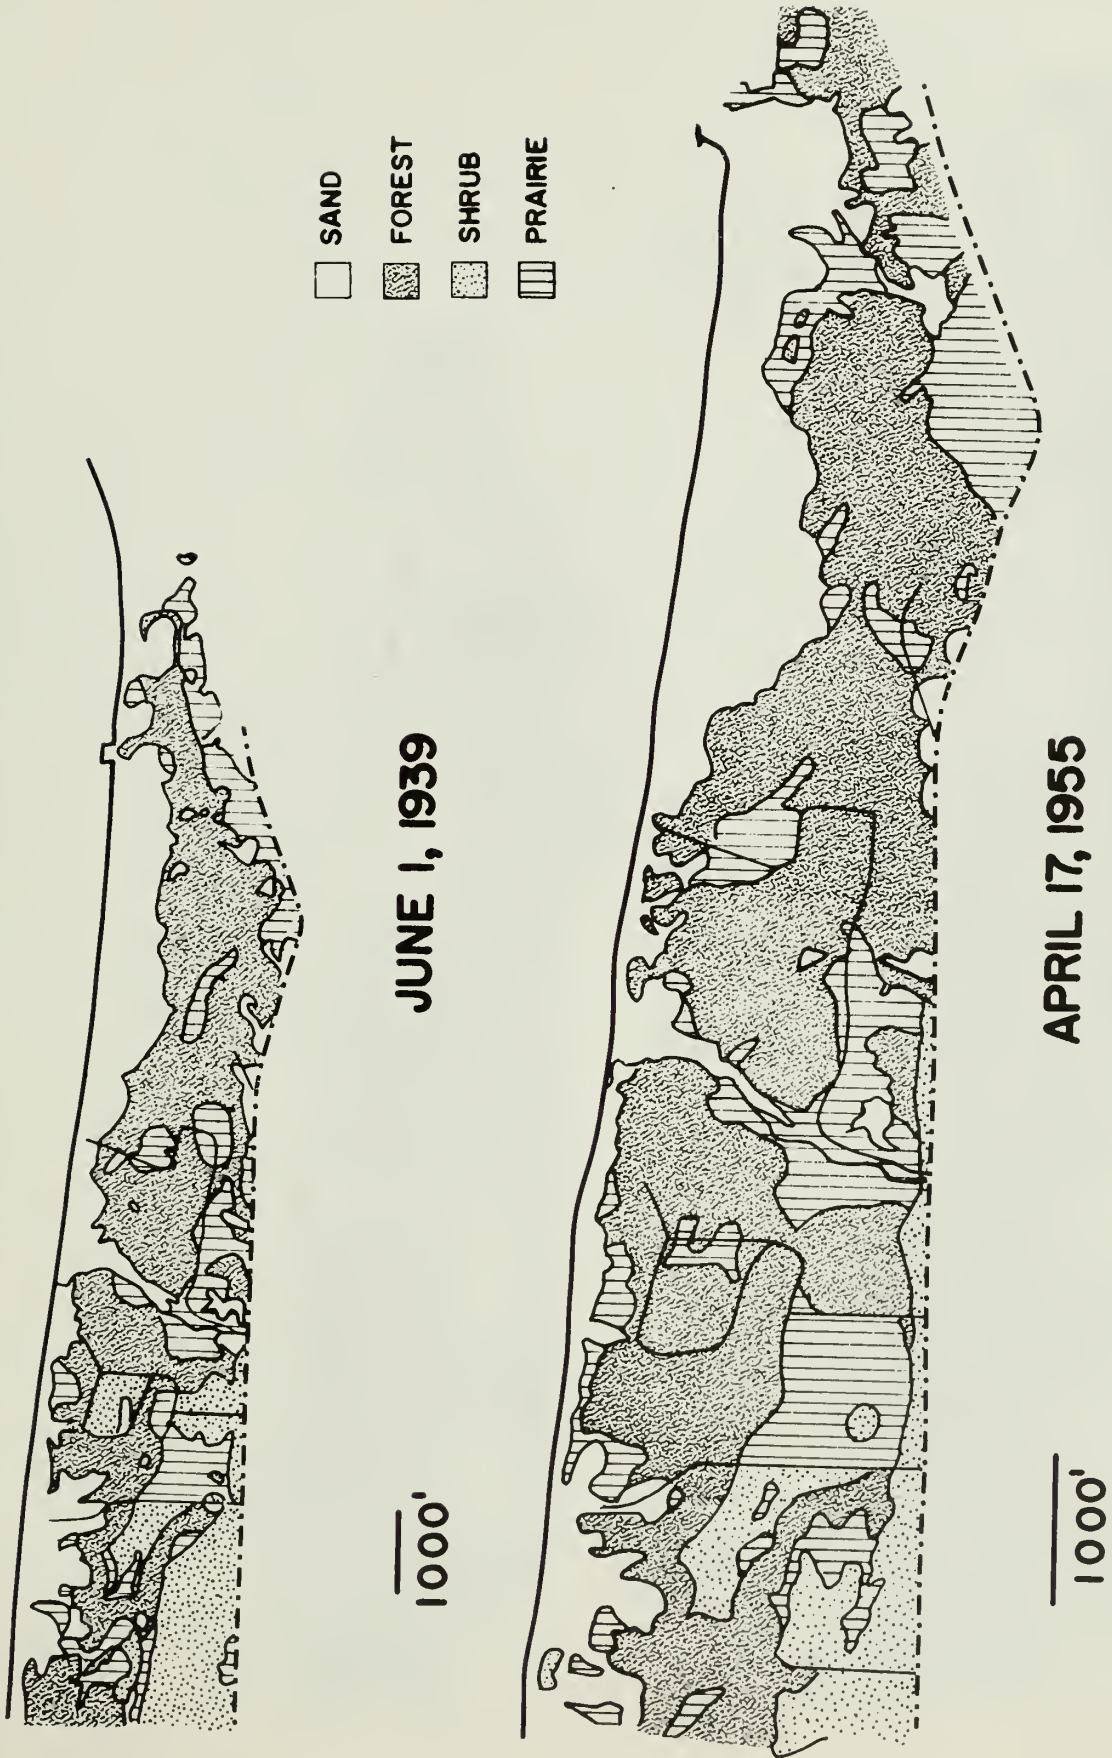 SAND
FOREST
SHRUB
PRAIRIE
JUNE 1, 1939
1000'
APRIL 17, 1955
1000'